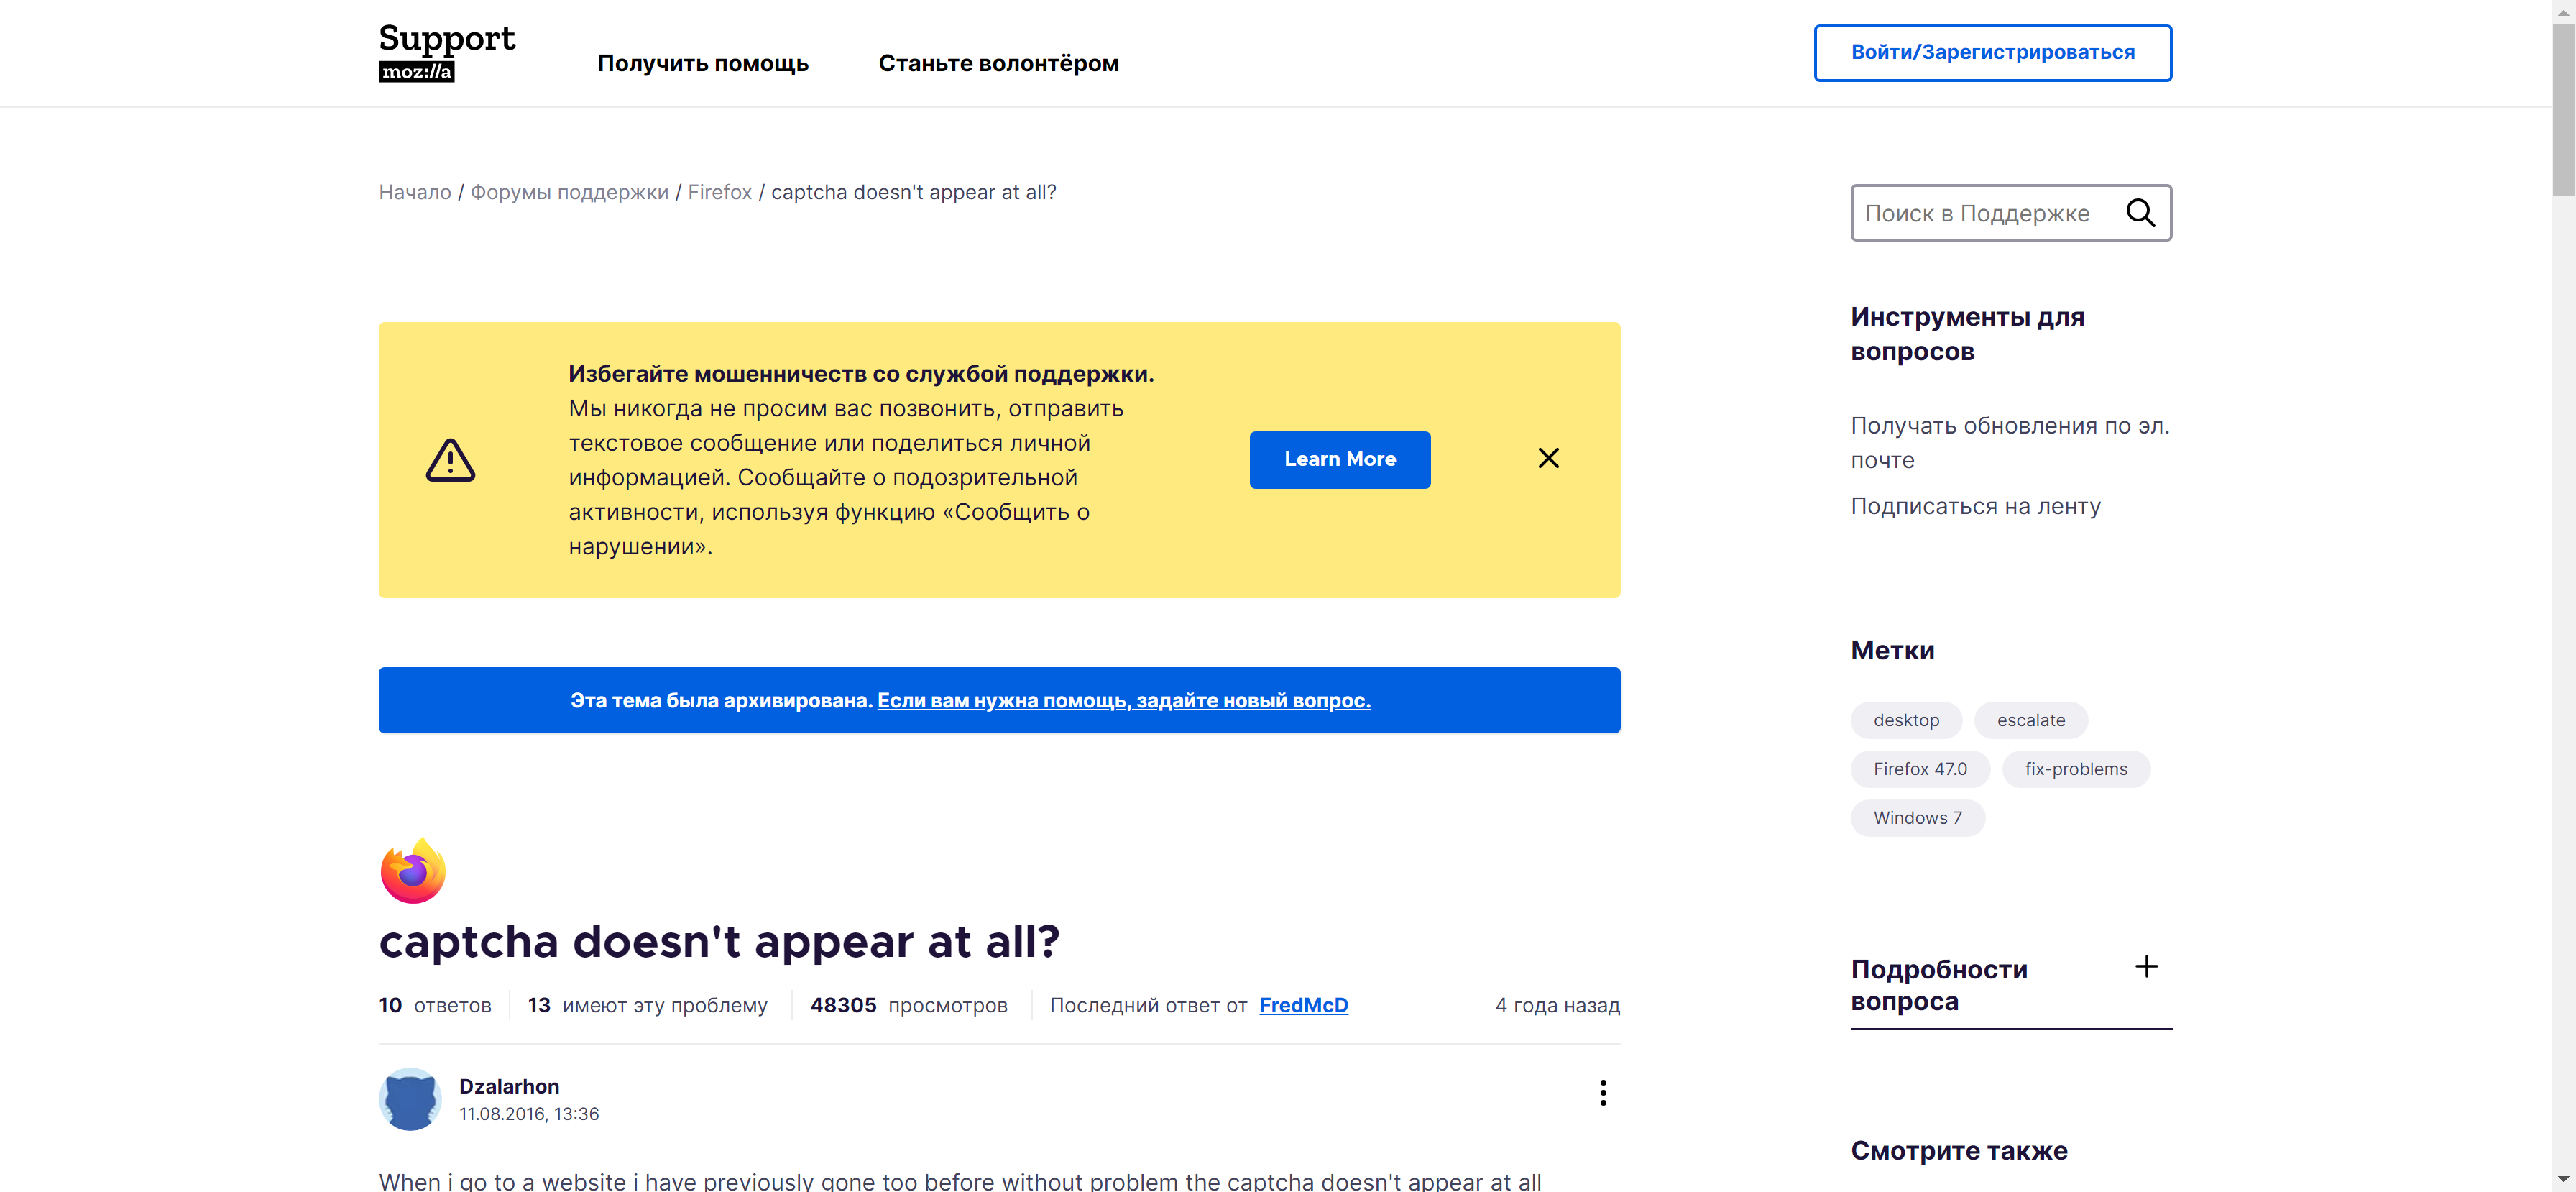 Support
moz://a
Получить помощь
Станьте волонтёром
Войти/Зарегистрироваться
Начало / Форумы поддержки / Firefox / captcha doesn't appear at all?
Избегайте мошенничеств со службой поддержки.
Мы никогда не просим вас позвонить, отправить
текстовое сообщение или поделиться личной
информацией. Сообщайте о подозрительной
активности, используя функцию «Сообщить о
нарушении».
Learn More
Эта тема была архивирована. Если вам нужна помощь, задайте новый вопрос.
captcha doesn't appear at all?
10 ответов
13 имеют эту проблему
48305 просмотров
Последний ответ от FredMcD
4 года назад
Dzalarhon
11.08.2016, 13:36
When i go to a website i have previously gone too before without problem the captcha doesn't appear at all
Поиск в Поддержке
Инструменты для
вопросов
Получать обновления по эл.
почте
Подписаться на ленту
Метки
desktop
escalate
Firefox 47.0
fix-problems
Windows 7
Подробности
вопроса
Смотрите также